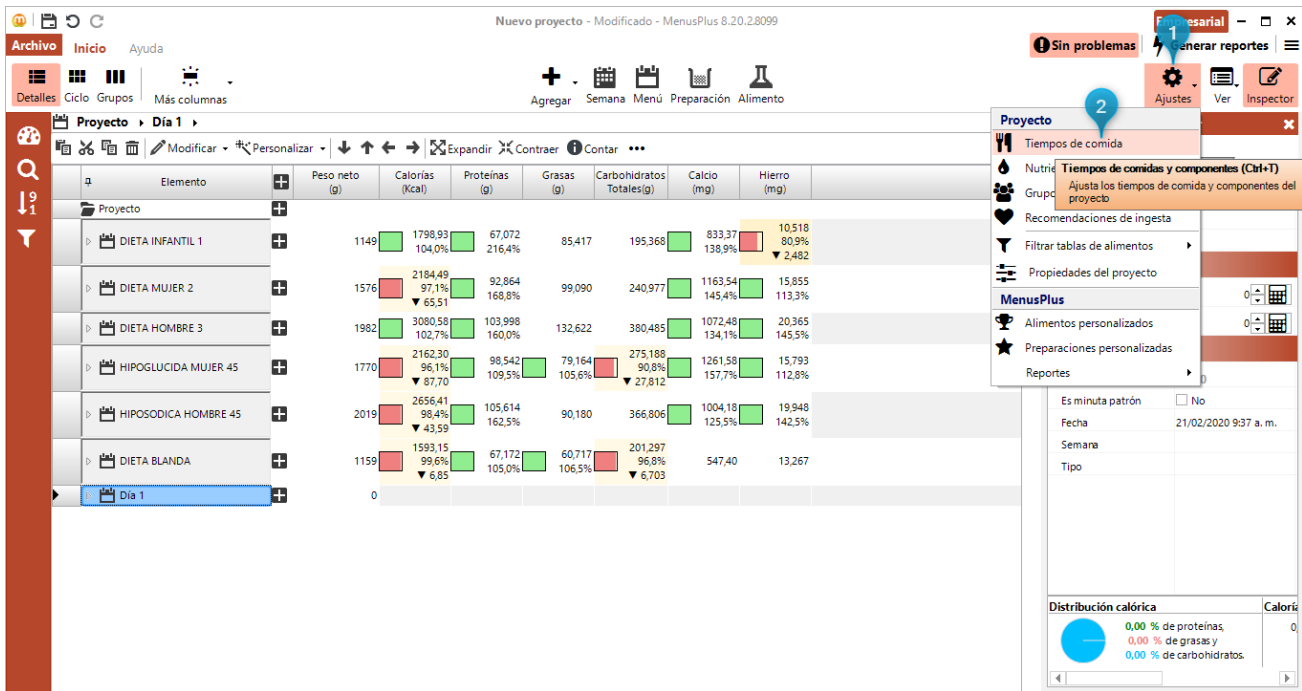 Nuevo proyecto - Modificado - MenusPlus 8.20.2.8099
Archivo Inicio Ayuda
1
Sin problemas Generar reportes
Detalles Ciclo Grupos Más columnas
Agregar Semana Menú Preparación Alimento
Ajustes Ver Inspector
2
Proyecto
Tiempos de comida
Tiempos de comidas y componentes (Ctrl+T)
Ajusta los tiempos de comida y componentes del
proyecto
Recomendaciones de ingesta
Filtrar tablas de alimentos
Propiedades del proyecto
MenusPlus
Alimentos personalizados
Preparaciones personalizadas
Reportes
Proyecto Día 1
Modificar Personalizar Expandir Contraer Contar
Elemento Peso neto (g) Calorías (Kcal) Proteínas (g) Grasas (g) Carbohidratos Totales(g) Calcio (mg) Hierro (mg)
Proyecto
DIETA INFANTIL 1 1149 1798,93 104,0% 67,072 216,4% 85,417 195,368 833,37 138,9% 10,518 80,9% ▼ 2,482
DIETA MUJER 2 1576 2184,49 97,1% ▼ 65,51 92,864 168,8% 99,090 240,977 1163,54 145,4% 15,855 113,3%
DIETA HOMBRE 3 1982 3080,58 102,7% 103,998 160,0% 132,622 380,485 1072,48 134,1% 20,365 145,5%
HIPOGLUCIDA MUJER 45 1770 2162,30 96,1% ▼ 87,70 98,542 109,5% 79,164 105,6% 275,188 90,8% ▼ 27,812 1261,58 157,7% 15,793 112,8%
HIPOSODICA HOMBRE 45 2019 2656,41 98,4% ▼ 43,59 105,614 162,5% 90,180 366,806 1004,18 125,5% 19,948 142,5%
DIETA BLANDA 1159 1593,15 99,6% ▼ 6,85 67,172 105,0% 60,717 106,5% 201,297 96,8% ▼ 6,703 547,40 13,267
Día 1 0
0
0
Es minuta patrón No
Fecha 21/02/2020 9:37 a. m.
Semana
Tipo
Distribución calórica
0,00 % de proteínas,
0,00 % de grasas y
0,00 % de carbohidratos.